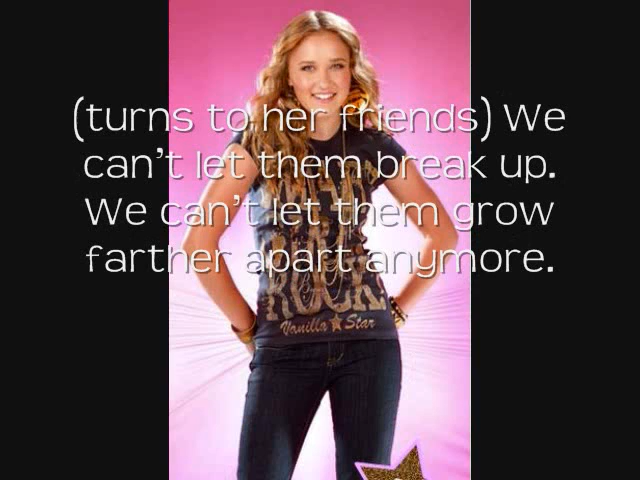 (turns to her friends) We
can't let them break up.
We can't let them grow
farther apart anymore.
ROCK
Vanilla Star